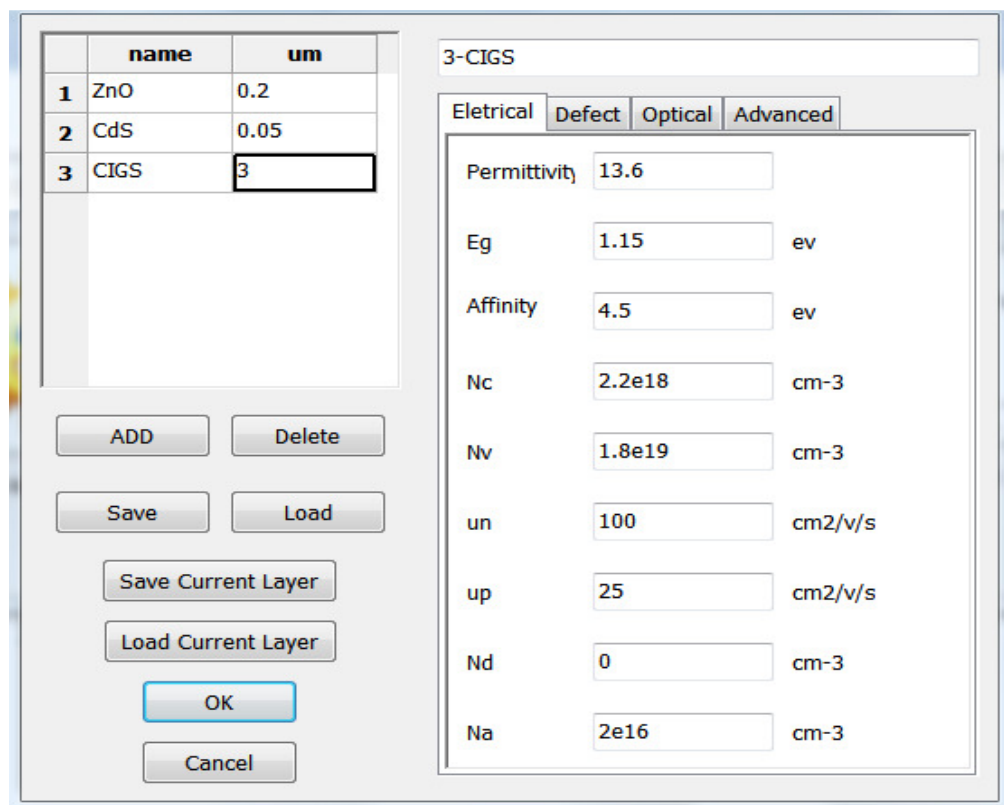 name um
1 ZnO 0.2
2 CdS 0.05
3 CIGS 3
ADD Delete
Save Load
Save Current Layer
Load Current Layer
OK
Cancel
3-CIGS
Eletrical Defect Optical Advanced
Permittivity 13.6
Eg 1.15 ev
Affinity 4.5 ev
Nc 2.2e18 cm-3
Nv 1.8e19 cm-3
un 100 cm2/v/s
up 25 cm2/v/s
Nd 0 cm-3
Na 2e16 cm-3